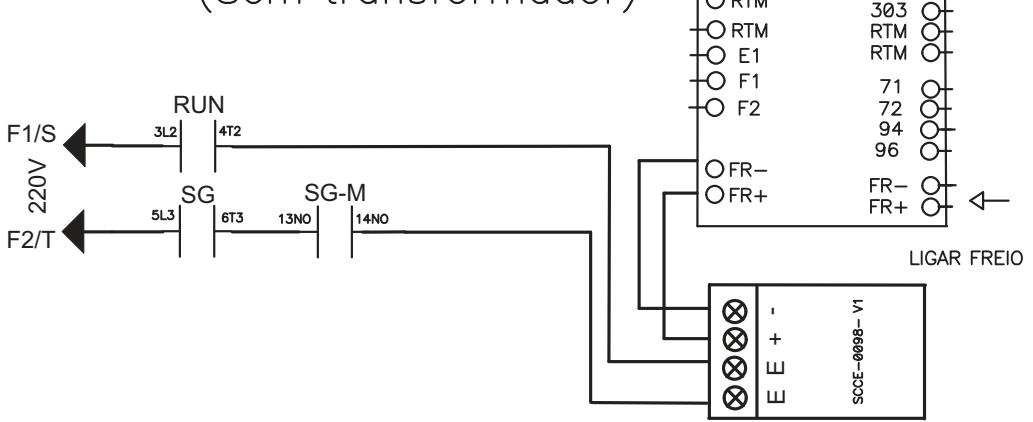 RTM
RTM
E1
F1
F2
FR-
FR+
303
RTM
RTM
71
72
94
96
FR-
FR+
LIGAR FREIO
RUN
F1/S
3L2
4T2
220V
SG
SG-M
5L3
6T3
13NO
14NO
F2/T
-
+
E
E
SCCE-0098- V1